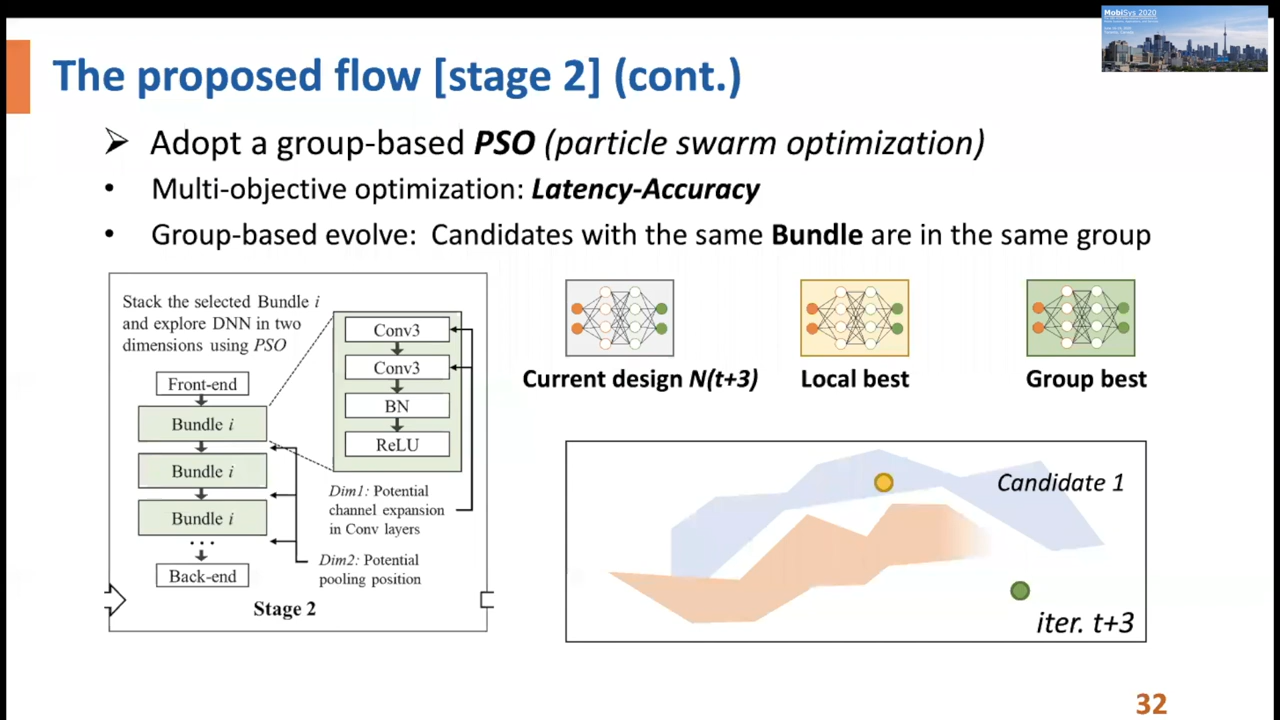 MobiSys 2020
The proposed flow [stage 2] (cont.)
➢ Adopt a group-based PSO (particle swarm optimization)
• Multi-objective optimization: Latency-Accuracy
• Group-based evolve: Candidates with the same Bundle are in the same group
Stack the selected Bundle i
and explore DNN in two
dimensions using PSO
Front-end
Bundle i
Bundle i
Bundle i
...
Back-end
Conv3
Conv3
BN
ReLU
Dim1: Potential
channel expansion
in Conv layers
Dim2: Potential
pooling position
Stage 2
Current design N(t+3)
Local best
Group best
Candidate 1
iter. t+3
32